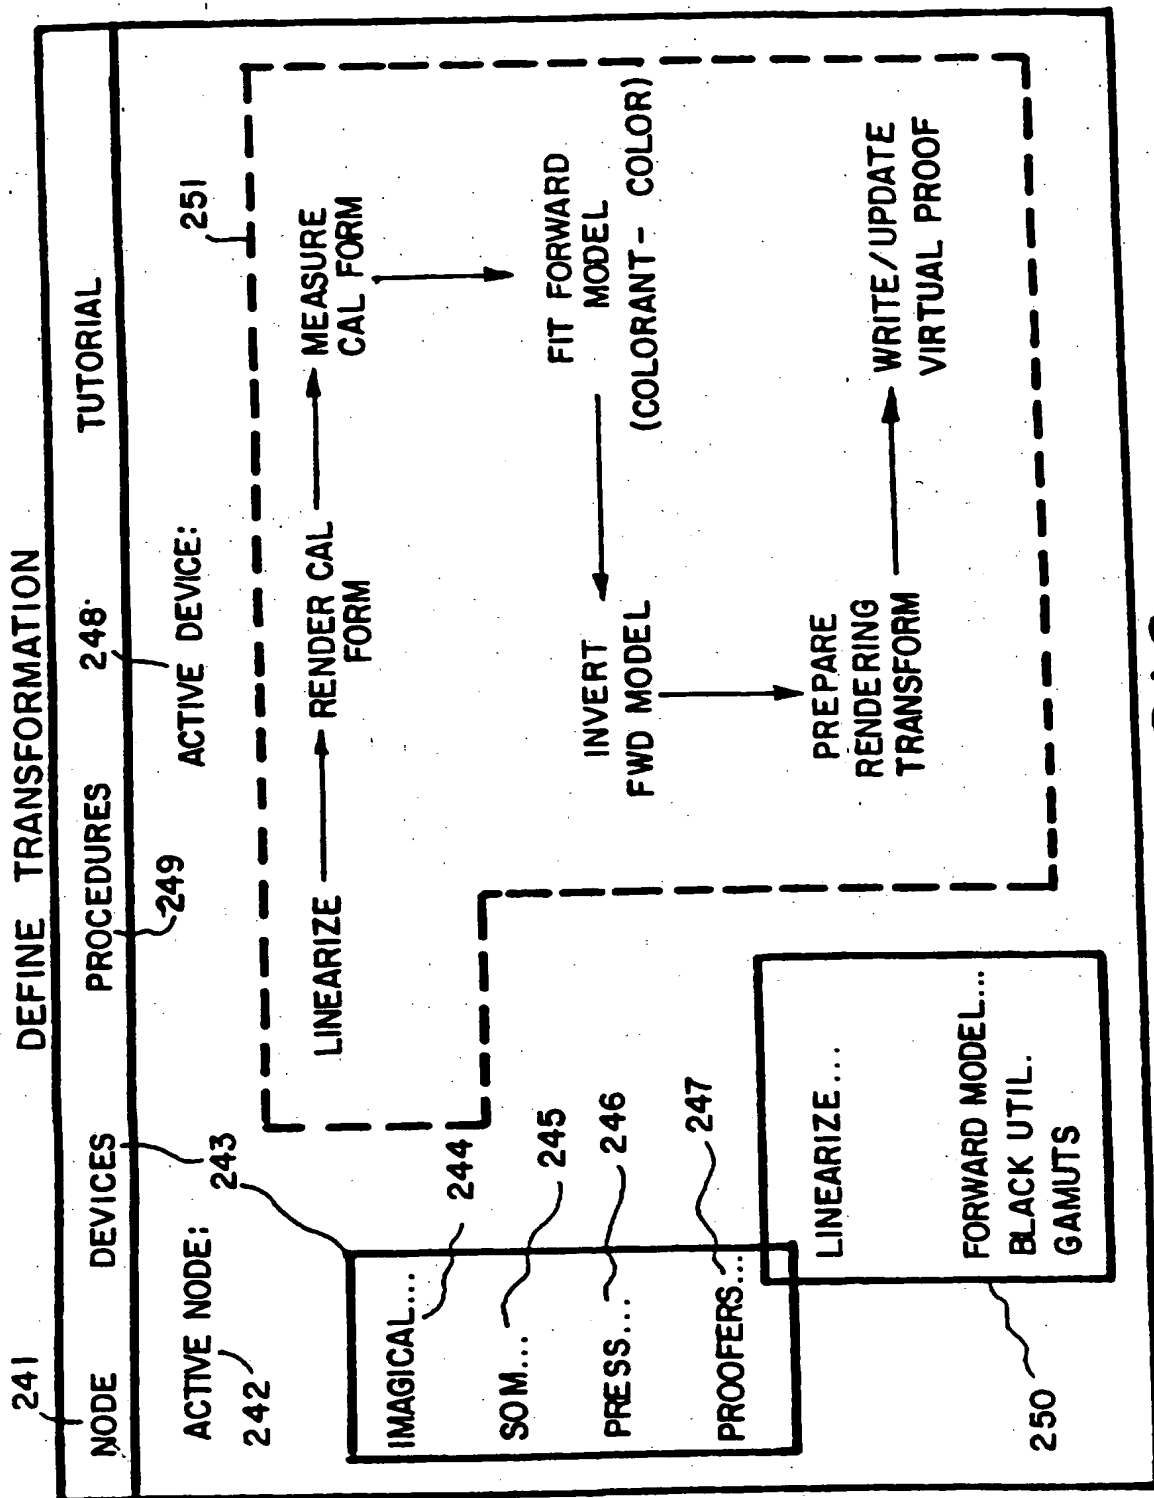 DEFINE TRANSFORMATION
241
NODE DEVICES PROCEDURES TUTORIAL
249
248
243
251
ACTIVE NODE:
242
ACTIVE DEVICE:
IMAGICAL...
244
SOM...
245
PRESS...
246
PROOFERS...
247
LINEARIZE...
FORWARD MODEL...
BLACK UTIL.
GAMUTS
250
LINEARIZE
RENDER CAL
FORM
MEASURE
CAL FORM
FIT FORWARD
MODEL
(COLORANT- COLOR)
INVERT
FWD MODEL
PREPARE
RENDERING
TRANSFORM
WRITE/UPDATE
VIRTUAL PROOF